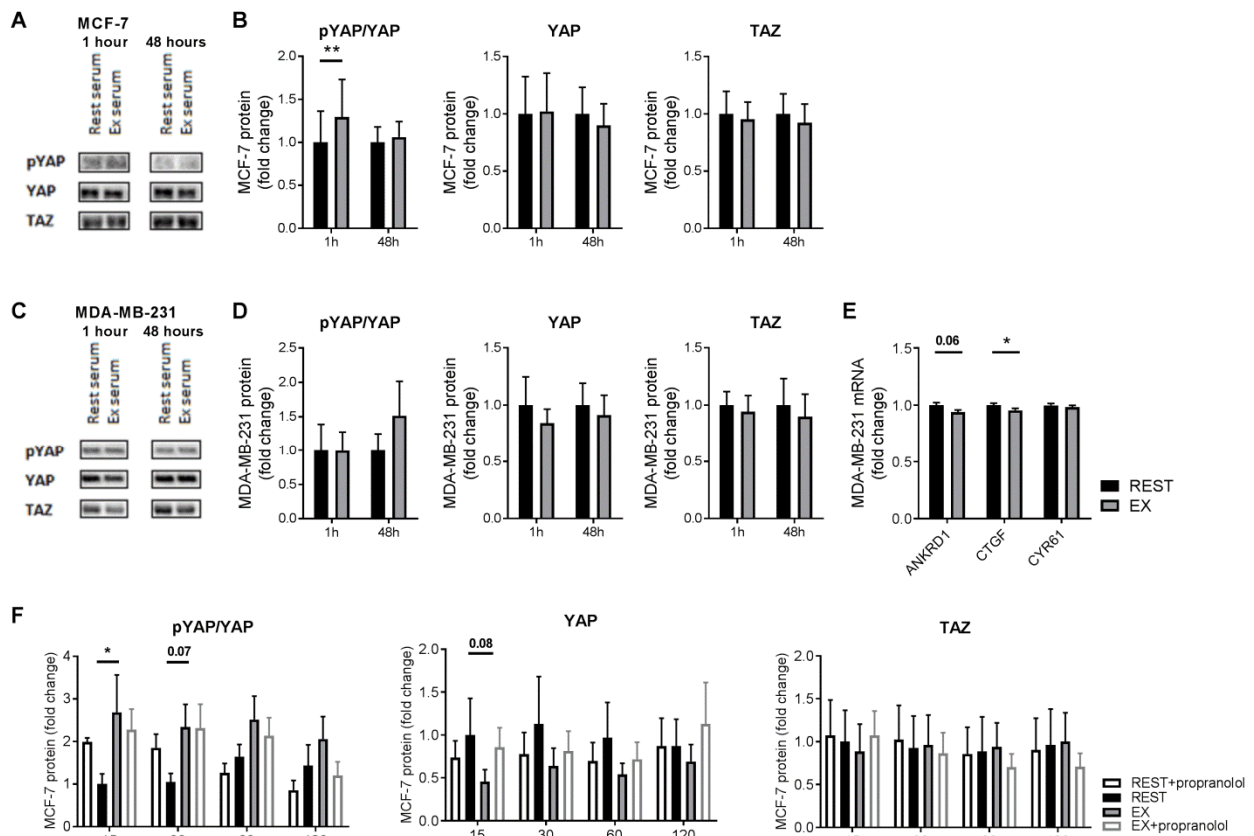 A
MCF-7
1 hour 48 hours
Rest serum
Ex serum
Rest serum
Ex serum
pYAP
YAP
TAZ
B
pYAP/YAP
MCF-7 protein
(fold change)
2.0
1.5
1.0
0.5
0.0
**
1h 48h
YAP
MCF-7 protein
(fold change)
1.5
1.0
0.5
0.0
1h 48h
TAZ
MCF-7 protein
(fold change)
1.5
1.0
0.5
0.0
1h 48h
C
MDA-MB-231
1 hour 48 hours
Rest serum
Ex serum
Rest serum
Ex serum
pYAP
YAP
TAZ
D
pYAP/YAP
MDA-MB-231 protein
(fold change)
2.5
2.0
1.5
1.0
0.5
0.0
1h 48h
YAP
MDA-MB-231 protein
(fold change)
1.5
1.0
0.5
0.0
1h 48h
TAZ
MDA-MB-231 protein
(fold change)
1.5
1.0
0.5
0.0
1h 48h
E
MDA-MB-231 mRNA
(fold change)
1.5
1.0
0.5
0.0
0.06
*
ANKRD1
CTGF
CYR61
REST
EX
F
pYAP/YAP
MCF-7 protein (fold change)
4
3
2
1
0
*
0.07
YAP
MCF-7 protein (fold change)
2.0
1.5
1.0
0.5
0.0
0.08
15 30 60 120
TAZ
MCF-7 protein (fold change)
2.0
1.5
1.0
0.5
0.0
REST+propranolol
REST
EX
EX+propranolol